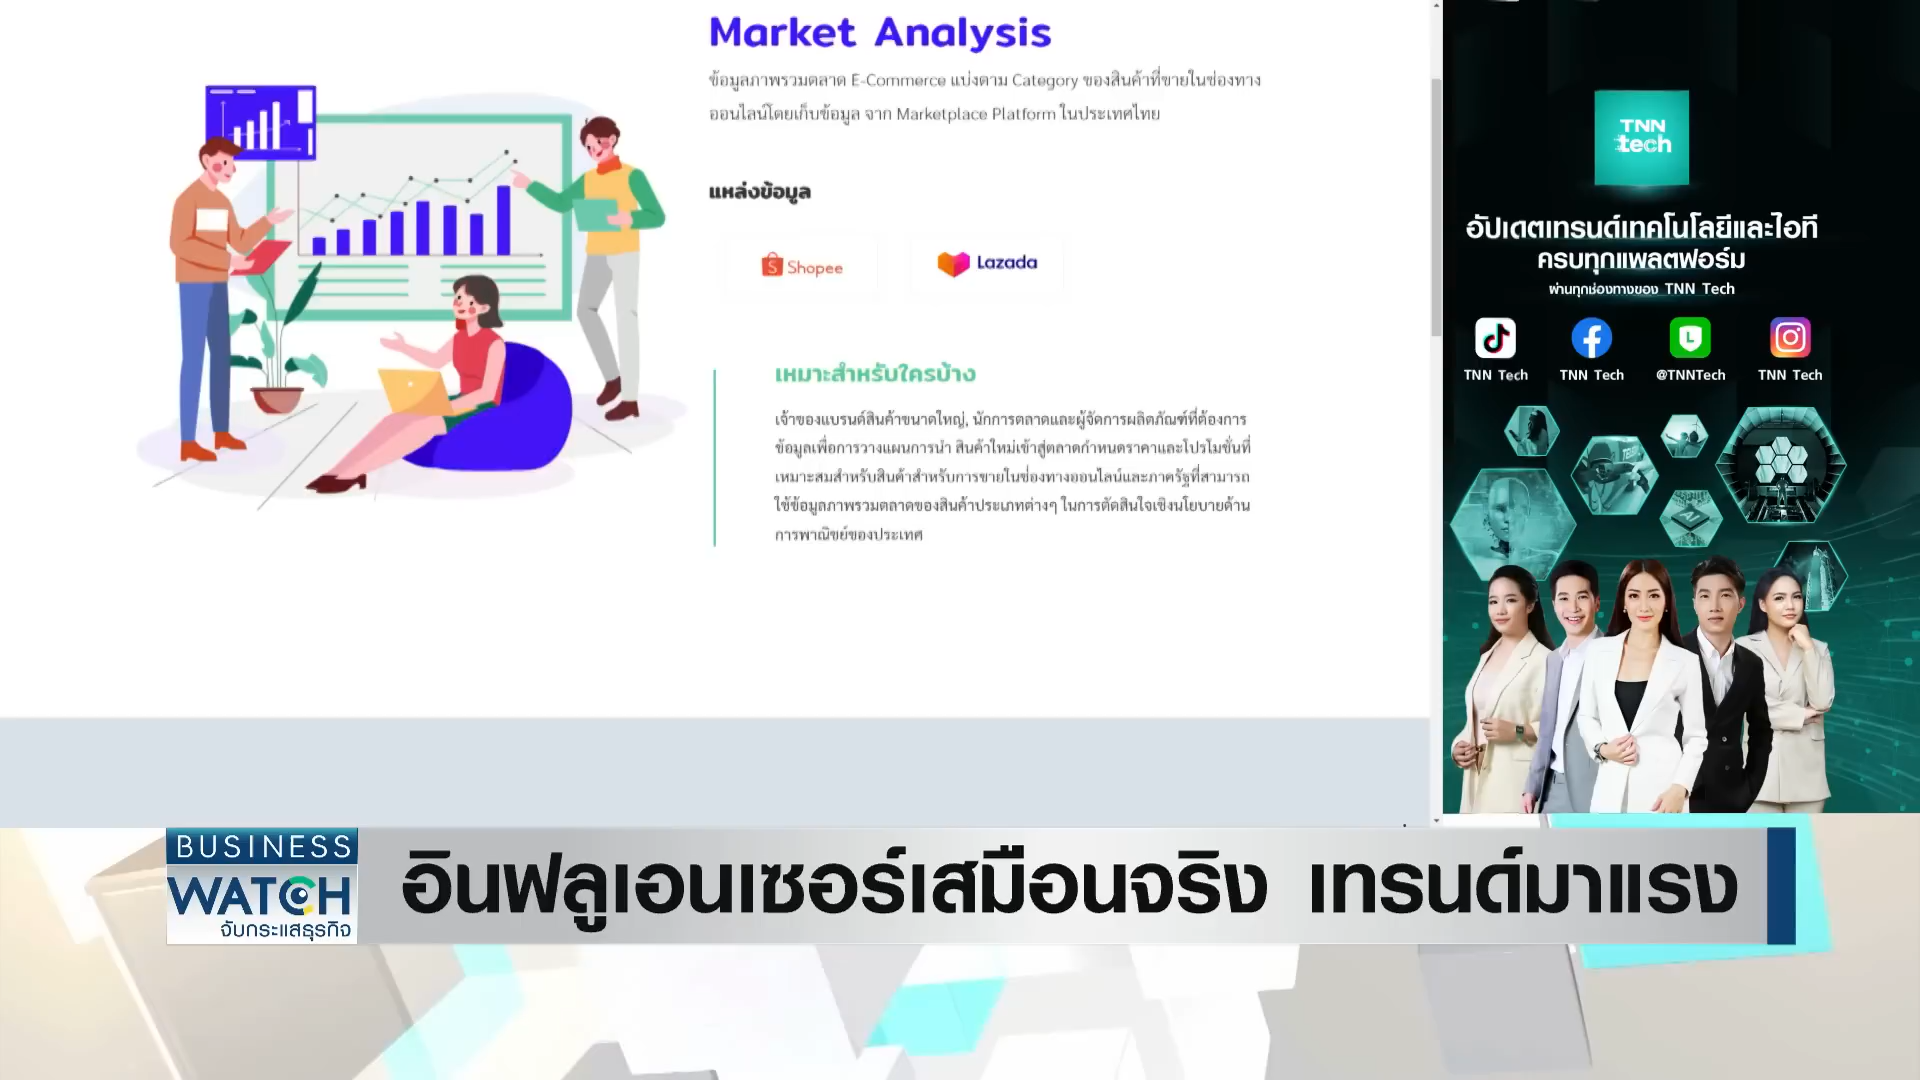 Market Analysis
ข้อมูลภาพรวมตลาด E-Commerce แบ่งตาม Category ของสินค้าที่ขายในช่องทาง
ออนไลน์โดยเก็บข้อมูล จาก Marketplace Platform ในประเทศไทย
แหล่งข้อมูล
Shopee
Lazada
เหมาะสำหรับใครบ้าง
เจ้าของแบรนด์สินค้าขนาดใหญ่, นักการตลาดและผู้จัดการผลิตภัณฑ์ที่ต้องการ
ข้อมูลเพื่อการวางแผนการนำ สินค้าใหม่เข้าสู่ตลาดกำหนดราคาและโปรโมชั่นที่
เหมาะสมสำหรับสินค้าสำหรับการขายในช่องทางออนไลน์และภาครัฐที่สามารถ
ใช้ข้อมูลภาพรวมตลาดของสินค้าประเภทต่างๆ ในการตัดสินใจเชิงนโยบายด้าน
การพาณิชย์ของประเทศ
TNN
tech
อัปเดตเทรนด์เทคโนโลยีและไอที
ครบทุกแพลตฟอร์ม
ผ่านทุกช่องทางของ TNN Tech
TNN Tech
TNN Tech
@TNNTech
TNN Tech
AI
BUSINESS
WATCH
จับกระแสธุรกิจ
อินฟลูเอนเซอร์เสมือนจริง เทรนด์มาแรง